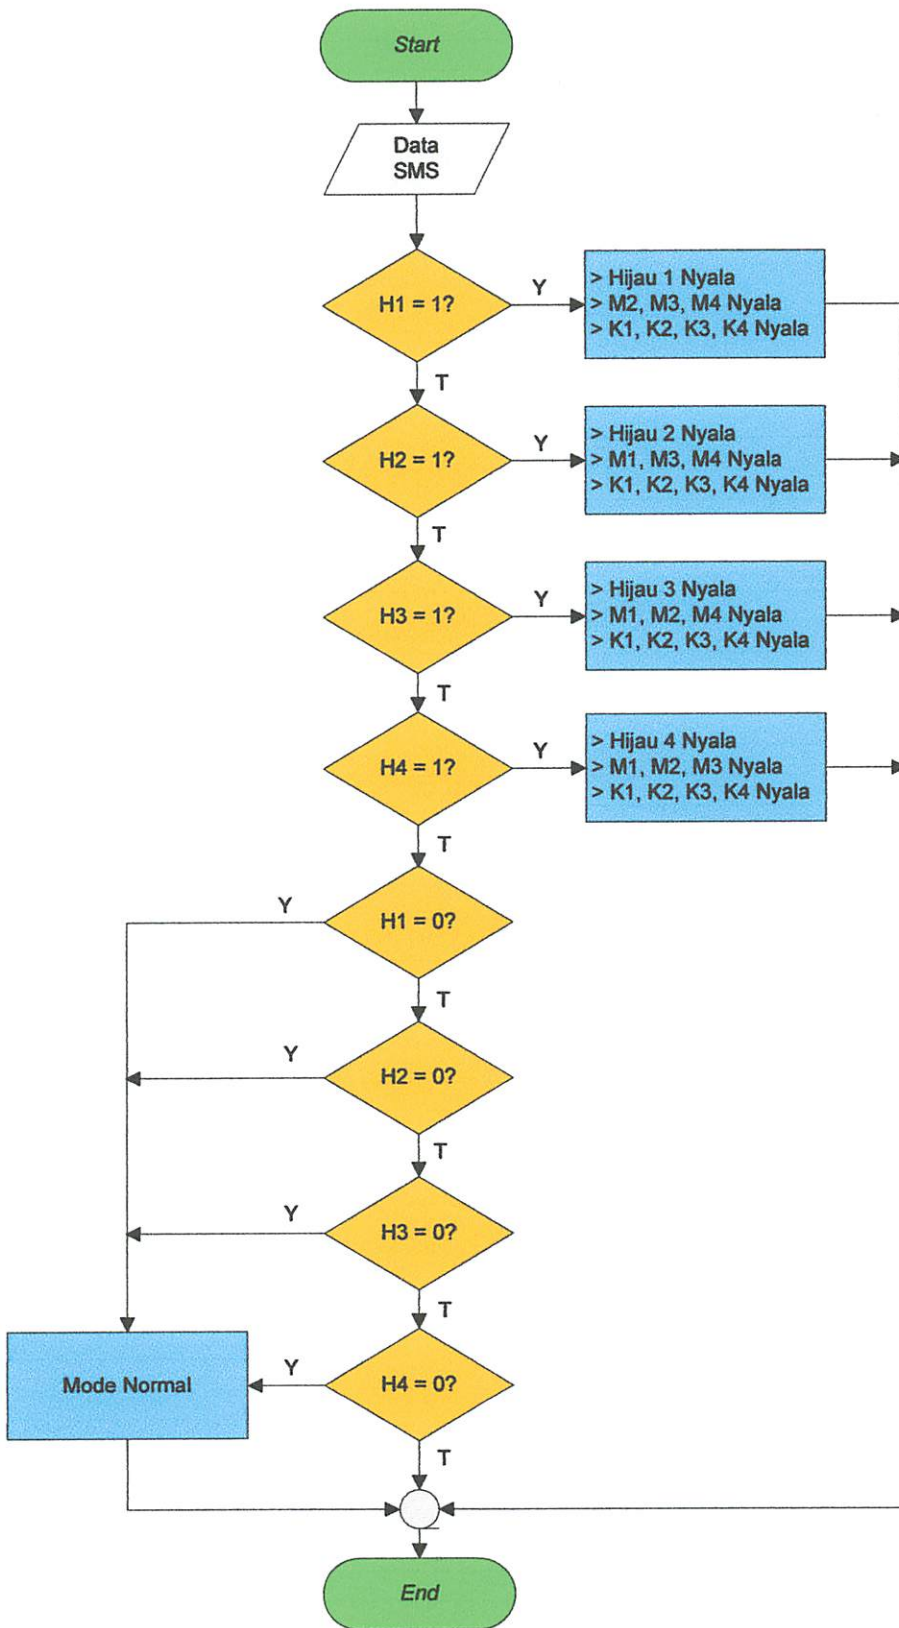 Start
Data
SMS
H1 = 1?
Y
> Hijau 1 Nyala
> M2, M3, M4 Nyala
> K1, K2, K3, K4 Nyala
T
H2 = 1?
Y
> Hijau 2 Nyala
> M1, M3, M4 Nyala
> K1, K2, K3, K4 Nyala
T
H3 = 1?
Y
> Hijau 3 Nyala
> M1, M2, M4 Nyala
> K1, K2, K3, K4 Nyala
T
H4 = 1?
Y
> Hijau 4 Nyala
> M1, M2, M3 Nyala
> K1, K2, K3, K4 Nyala
T
Y
H1 = 0?
T
Y
H2 = 0?
T
Y
H3 = 0?
T
Mode Normal
Y
H4 = 0?
T
End